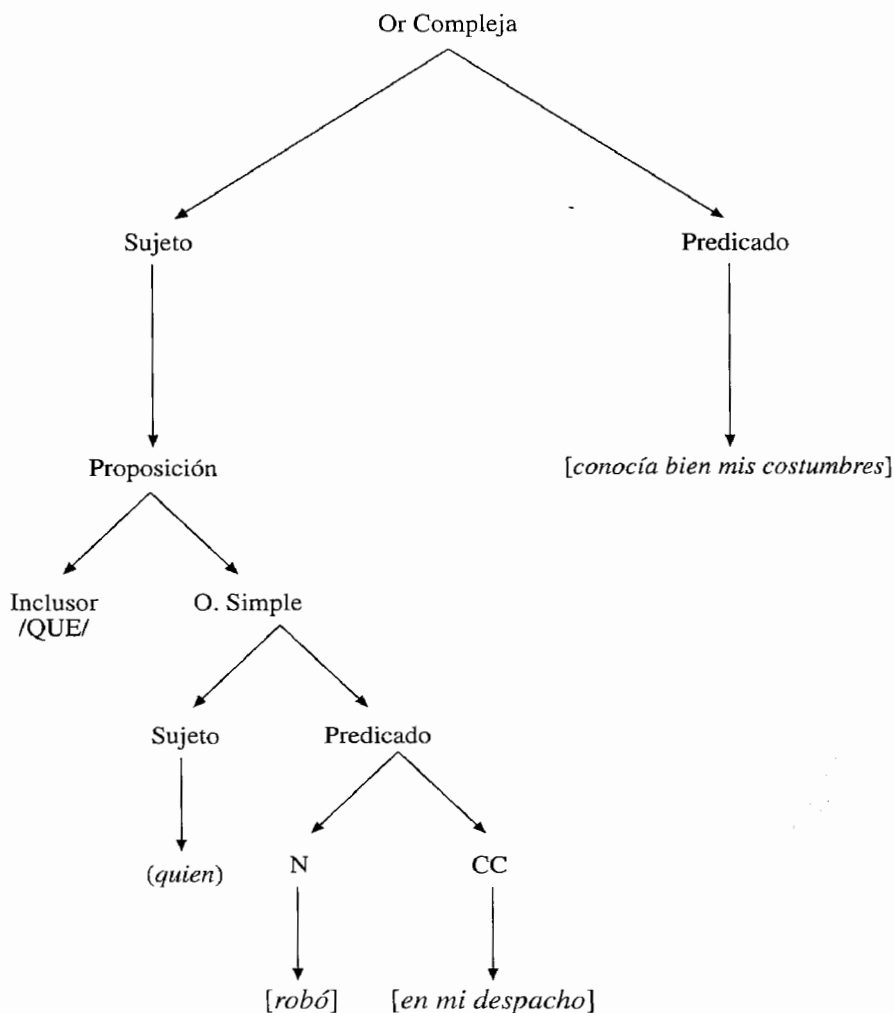 Or Compleja
Sujeto Predicado
Proposición [conocía bien mis costumbres]
Inclusor O. Simple
/QUE/
Sujeto Predicado
(quien) N CC
[robó] [en mi despacho]